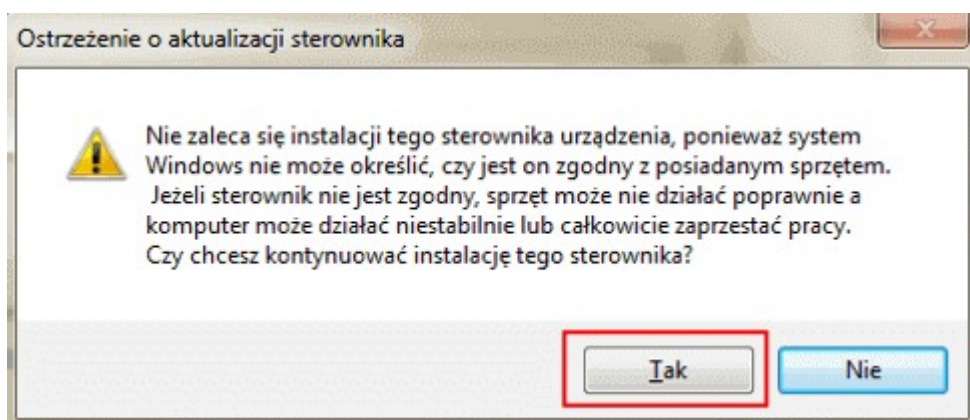 Ostrzeżenie o aktualizacji sterownika
Nie zaleca się instalacji tego sterownika urządzenia, ponieważ system
Windows nie może określić, czy jest on zgodny z posiadanym sprzętem.
Jeżeli sterownik nie jest zgodny, sprzęt może nie działać poprawnie a
komputer może działać niestabilnie lub całkowicie zaprzestać pracy.
Czy chcesz kontynuować instalację tego sterownika?
Tak
Nie